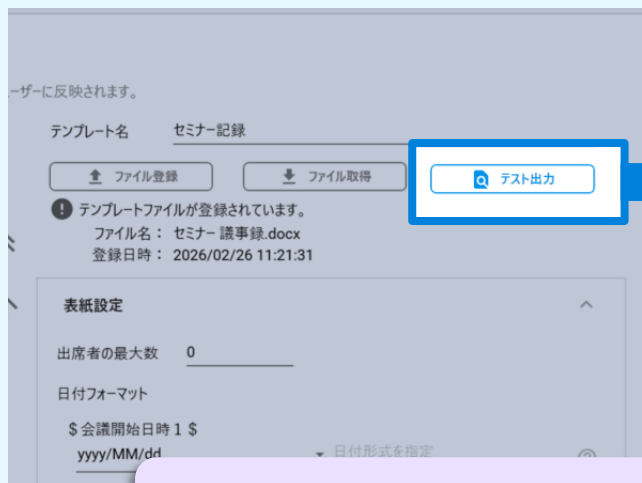 ーザーに反映されます。
テンプレート名 セミナー記録
ファイル登録 ファイル取得 テスト出力
テンプレートファイルが登録されています。
ファイル名： セミナー 議事録.docx
登録日時： 2026/02/26 11:21:31
表紙設定
出席者の最大数 0
日付フォーマット
$会議開始日時1$
yyyy/MM/dd 日付形式を指定